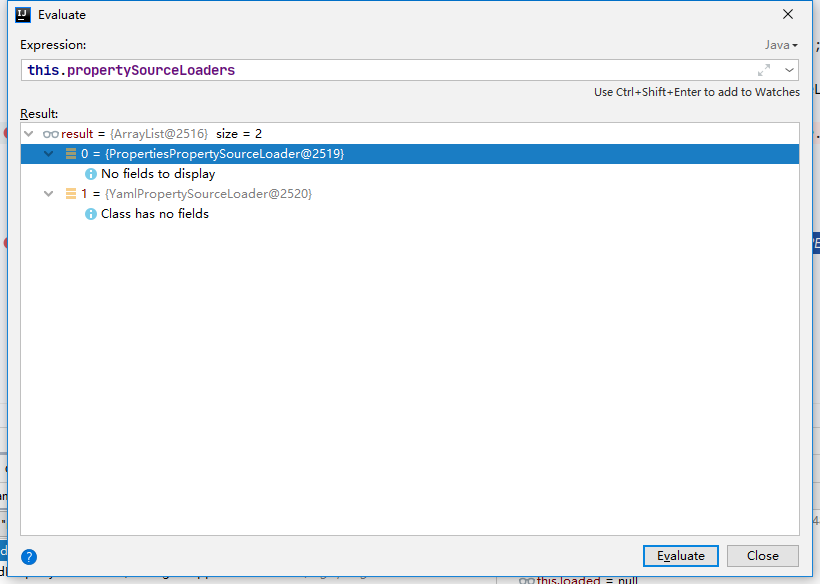 Evaluate
Expression:
Java
this.propertySourceLoaders
Use Ctrl+Shift+Enter to add to Watches
Result:
result = {ArrayList@2516} size = 2
0 = {PropertiesPropertySourceLoader@2519}
No fields to display
1 = {YamlPropertySourceLoader@2520}
Class has no fields
?
Evaluate
Close
this.loaded = null